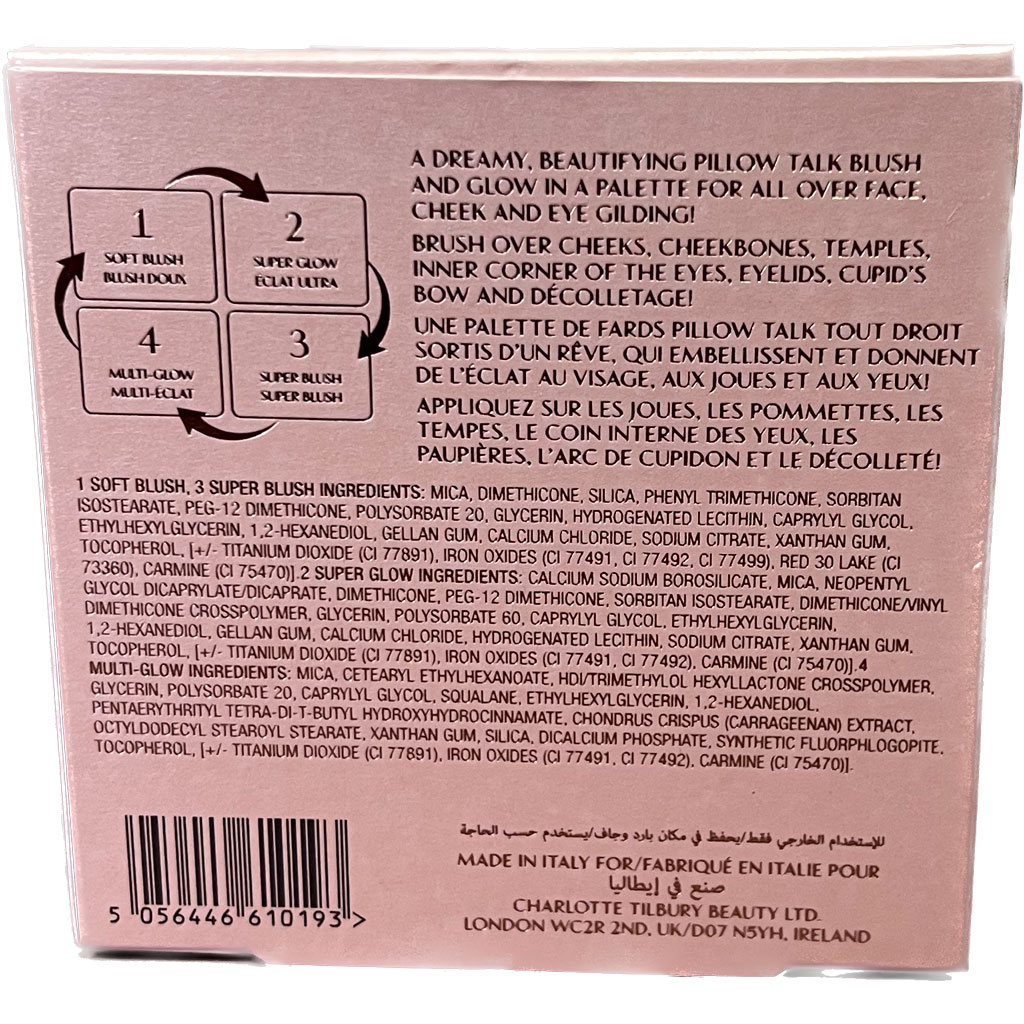 1
SOFT BLUSH
BLUSH DOUX
2
SUPER GLOW
ÉCLAT ULTRA
4
MULTI-GLOW
MULTI-ÉCLAT
3
SUPER BLUSH
SUPER BLUSH
A DREAMY, BEAUTIFYING PILLOW TALK BLUSH
AND GLOW IN A PALETTE FOR ALL OVER FACE,
CHEEK AND EYE GILDING!
BRUSH OVER CHEEKS, CHEEKBONES, TEMPLES,
INNER CORNER OF THE EYES, EYELIDS, CUPID'S
BOW AND DÉCOLLETAGE!
UNE PALETTE DE FARDS PILLOW TALK TOUT DROIT
SORTIS D'UN RÊVE, QUI EMBELLISSENT ET DONNENT
DE L'ÉCLAT AU VISAGE, AUX JOUES ET AUX YEUX!
APPLIQUEZ SUR LES JOUES, LES POMMETTES, LES
TEMPES, LE COIN INTERNE DES YEUX, LES
PAUPIÈRES, L'ARC DE CUPIDON ET LE DÉCOLLETÉ!
1 SOFT BLUSH, 3 SUPER BLUSH INGREDIENTS: MICA, DIMETHICONE, SILICA, PHENYL TRIMETHICONE, SORBITAN
ISOSTEARATE, PEG-12 DIMETHICONE, POLYSORBATE 20, GLYCERIN, HYDROGENATED LECITHIN, CAPRYLYL GLYCOL,
ETHYLHEXYLGLYCERIN, 1,2-HEXANEDIOL, GELLAN GUM, CALCIUM CHLORIDE, SODIUM CITRATE, XANTHAN GUM,
TOCOPHEROL, [+/- TITANIUM DIOXIDE (CI 77891), IRON OXIDES (CI 77491, CI 77492, CI 77499), RED 30 LAKE (CI
73360), CARMINE (CI 75470)].2 SUPER GLOW INGREDIENTS: CALCIUM SODIUM BOROSILICATE, MICA, NEOPENTYL
GLYCOL DICAPRYLATE/DICAPRATE, DIMETHICONE, PEG-12 DIMETHICONE, SORBITAN ISOSTEARATE, DIMETHICONE/VINYL
DIMETHICONE CROSSPOLYMER, GLYCERIN, POLYSORBATE 60, CAPRYLYL GLYCOL, ETHYLHEXYLGLYCERIN,
1,2-HEXANEDIOL, GELLAN GUM, CALCIUM CHLORIDE, HYDROGENATED LECITHIN, SODIUM CITRATE, XANTHAN GUM,
TOCOPHEROL, [+/- TITANIUM DIOXIDE (CI 77891), IRON OXIDES (CI 77491, CI 77492), CARMINE (CI 75470)].4
MULTI-GLOW INGREDIENTS: MICA, CETEARYL ETHYLHEXANOATE, HDI/TRIMETHYLOL HEXYLLACTONE CROSSPOLYMER,
GLYCERIN, POLYSORBATE 20, CAPRYLYL GLYCOL, SQUALANE, ETHYLHEXYLGLYCERIN, 1,2-HEXANEDIOL,
PENTAERYTHRITYL TETRA-DI-T-BUTYL HYDROXYHYDROCINNAMATE, CHONDRUS CRISPUS (CARRAGEENAN) EXTRACT,
OCTYLDODECYL STEAROYL STEARATE, XANTHAN GUM, SILICA, DICALCIUM PHOSPHATE, SYNTHETIC FLUORPHLOGOPITE,
TOCOPHEROL, [+/- TITANIUM DIOXIDE (CI 77891), IRON OXIDES (CI 77491, CI 77492), CARMINE (CI 75470)].
5 056446 610193 >
للإستخدام الخارجي فقط/يحفظ في مكان بارد وجاف/يستخدم حسب الحاجة
MADE IN ITALY FOR/FABRIQUÉ EN ITALIE POUR
صنع في إيطاليا
CHARLOTTE TILBURY BEAUTY LTD.
LONDON WC2R 2ND, UK/D07 N5YH, IRELAND